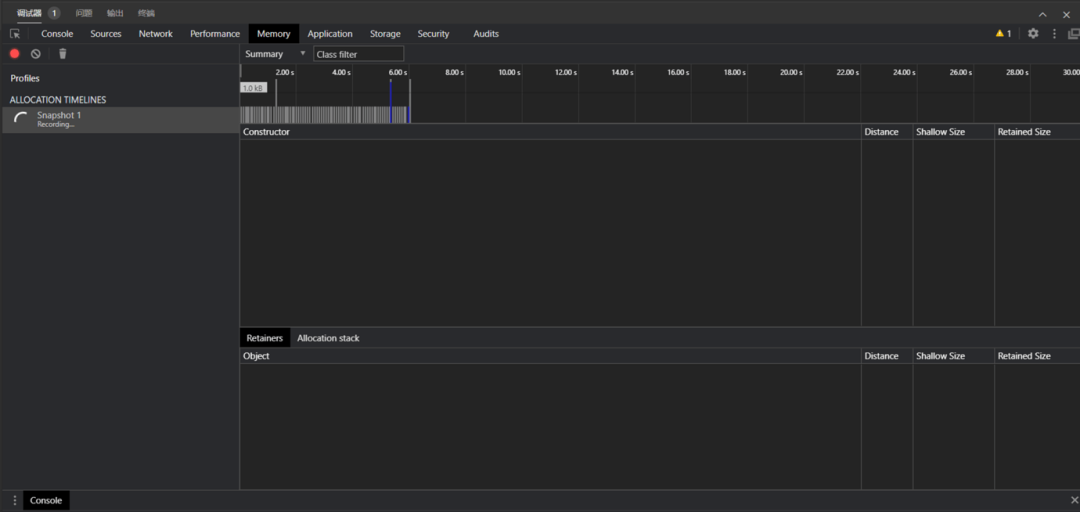 调试器 1 问题 输出 终端
Console Sources Network Performance Memory Application Storage Security Audits 1
Summary Class filter
Profiles
2.00 s 4.00 s 6.00 s 8.00 s 10.00 s 12.00 s 14.00 s 16.00 s 18.00 s 20.00 s 22.00 s 24.00 s 26.00 s 28.00 s 30.00
1.0 kB
ALLOCATION TIMELINES
Snapshot 1
Recording...
Constructor Distance Shallow Size Retained Size
Retainers Allocation stack
Object Distance Shallow Size Retained Size
Console